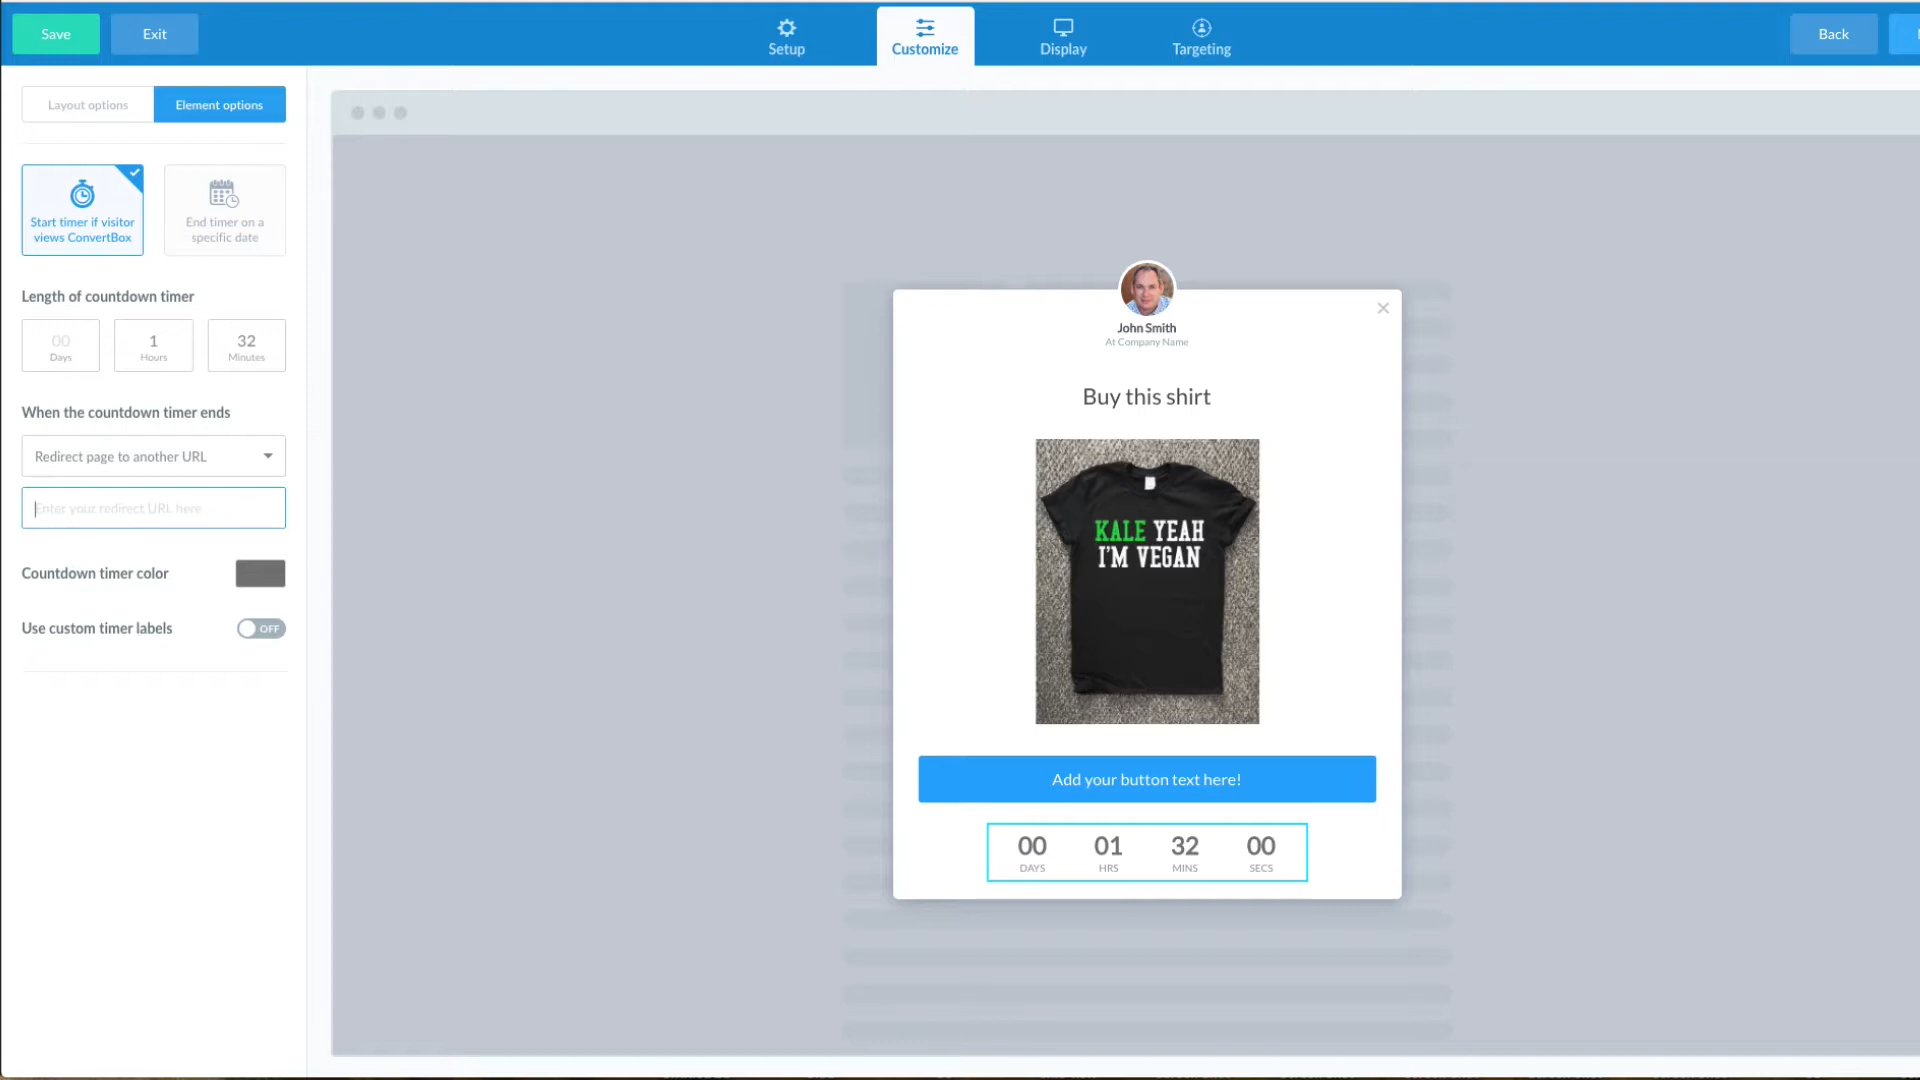 Save
Exit
Setup
Customize
Display
Targeting
Back
Layout options
Element options
Start timer if visitor
views ConvertBox
End timer on a
specific date
Length of countdown timer
00
Days
1
Hours
32
Minutes
When the countdown timer ends
Redirect page to another URL
Enter your redirect URL here
Countdown timer color
Use custom timer labels
OFF
John Smith
At Company Name
Buy this shirt
KALE YEAH
I'M VEGAN
Add your button text here!
00 01 32 00
DAYS HRS MINS SECS